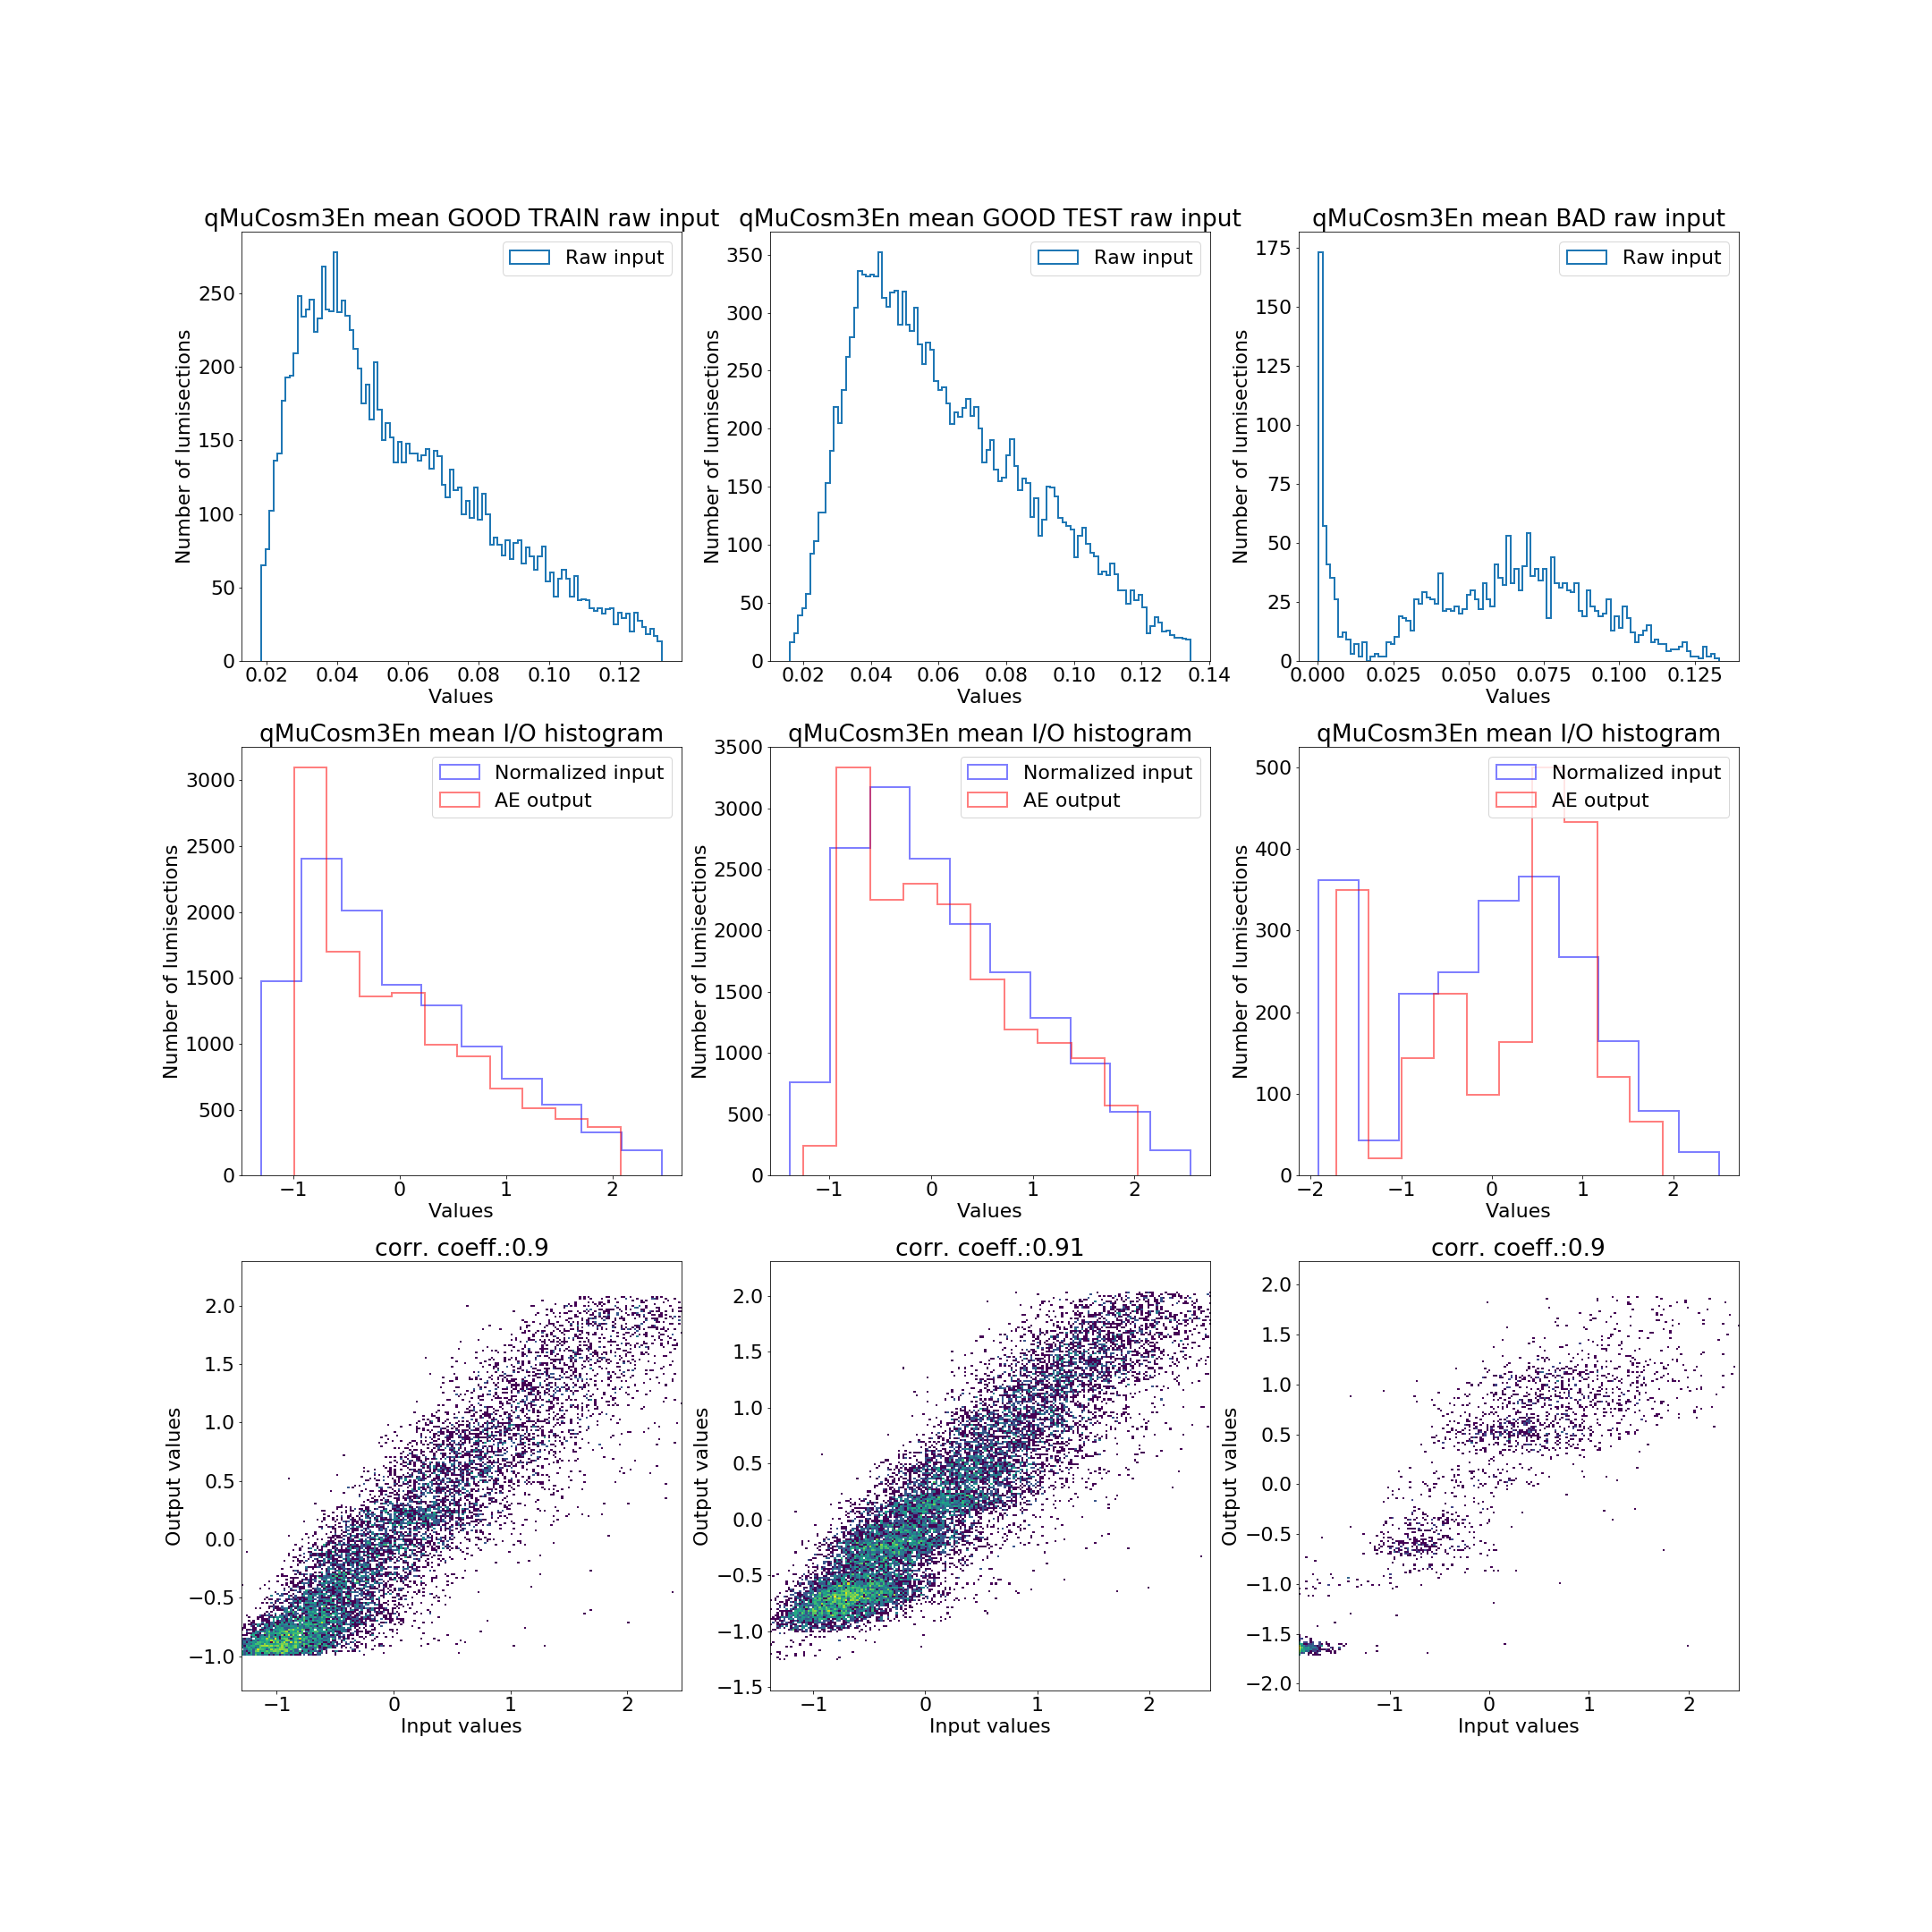 qMuCosm3En mean GOOD TRAIN raw input
Raw input
Number of lumisections
250
200
150
100
50
0
0.02 0.04 0.06 0.08 0.10 0.12
Values
qMuCosm3En mean GOOD TEST raw input
Raw input
Number of lumisections
350
300
250
200
150
100
50
0
0.02 0.04 0.06 0.08 0.10 0.12 0.14
Values
qMuCosm3En mean BAD raw input
Raw input
Number of lumisections
175
150
125
100
75
50
25
0
0.000 0.025 0.050 0.075 0.100 0.125
Values
qMuCosm3En mean I/O histogram
Normalized input
AE output
Number of lumisections
3000
2500
2000
1500
1000
500
0
−1 0 1 2
Values
qMuCosm3En mean I/O histogram
Normalized input
AE output
Number of lumisections
3500
3000
2500
2000
1500
1000
500
0
−1 0 1 2
Values
qMuCosm3En mean I/O histogram
Normalized input
AE output
Number of lumisections
500
400
300
200
100
0
−2 −1 0 1 2
Values
corr. coeff.:0.9
Output values
2.0
1.5
1.0
0.5
0.0
−0.5
−1.0
−1 0 1 2
Input values
corr. coeff.:0.91
Output values
2.0
1.5
1.0
0.5
0.0
−0.5
−1.0
−1.5
−1 0 1 2
Input values
corr. coeff.:0.9
Output values
2.0
1.5
1.0
0.5
0.0
−0.5
−1.0
−1.5
−2.0
−1 0 1 2
Input values